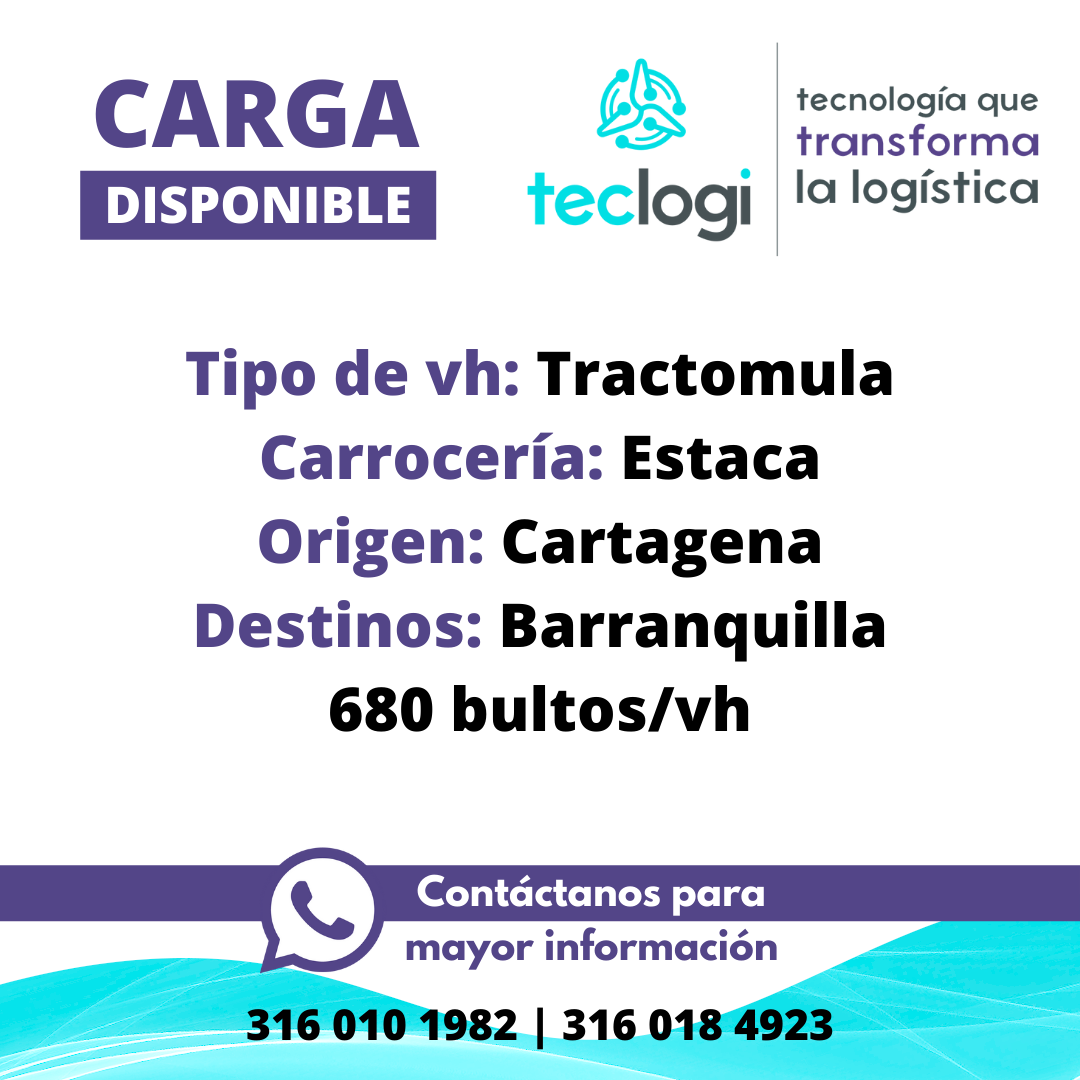 CARGA
DISPONIBLE
teclogi
tecnología que
transforma
la logística
Tipo de vh: Tractomula
Carrocería: Estaca
Origen: Cartagena
Destinos: Barranquilla
680 bultos/vh
Contáctanos para
mayor información
316 010 1982 | 316 018 4923